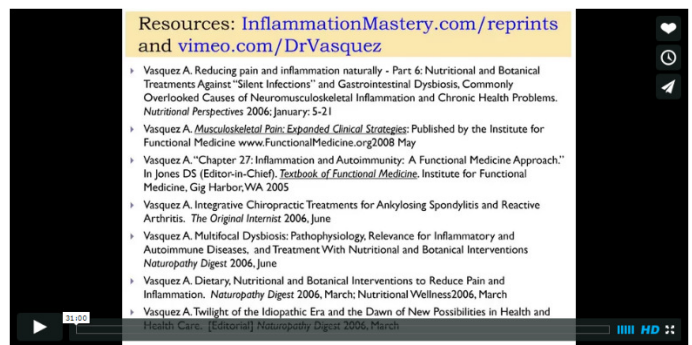 Resources: InflammationMastery.com/reprints
and vimeo.com/DrVasquez
Vasquez A. Reducing pain and inflammation naturally - Part 6: Nutritional and Botanical
Treatments Against "Silent Infections" and Gastrointestinal Dysbiosis, Commonly
Overlooked Causes of Neuromusculoskeletal Inflammation and Chronic Health Problems.
Nutritional Perspectives 2006; January: 5-21
Vasquez A. Musculoskeletal Pain: Expanded Clinical Strategies: Published by the Institute for
Functional Medicine www.FunctionalMedicine.org2008 May
Vasquez A. "Chapter 27: Inflammation and Autoimmunity: A Functional Medicine Approach."
In Jones DS (Editor-in-Chief). Textbook of Functional Medicine. Institute for Functional
Medicine, Gig Harbor, WA 2005
Vasquez A. Integrative Chiropractic Treatments for Ankylosing Spondylitis and Reactive
Arthritis. The Original Internist 2006, June
Vasquez A. Multifocal Dysbiosis: Pathophysiology, Relevance for Inflammatory and
Autoimmune Diseases, and Treatment With Nutritional and Botanical Interventions
Naturopathy Digest 2006, June
Vasquez A. Dietary, Nutritional and Botanical Interventions to Reduce Pain and
Inflammation. Naturopathy Digest 2006, March; Nutritional Wellness2006, March
Vasquez A. Twilight of the Idiopathic Era and the Dawn of New Possibilities in Health and
Health Care. [Editorial] Naturopathy Digest 2006, March
31:00
HD